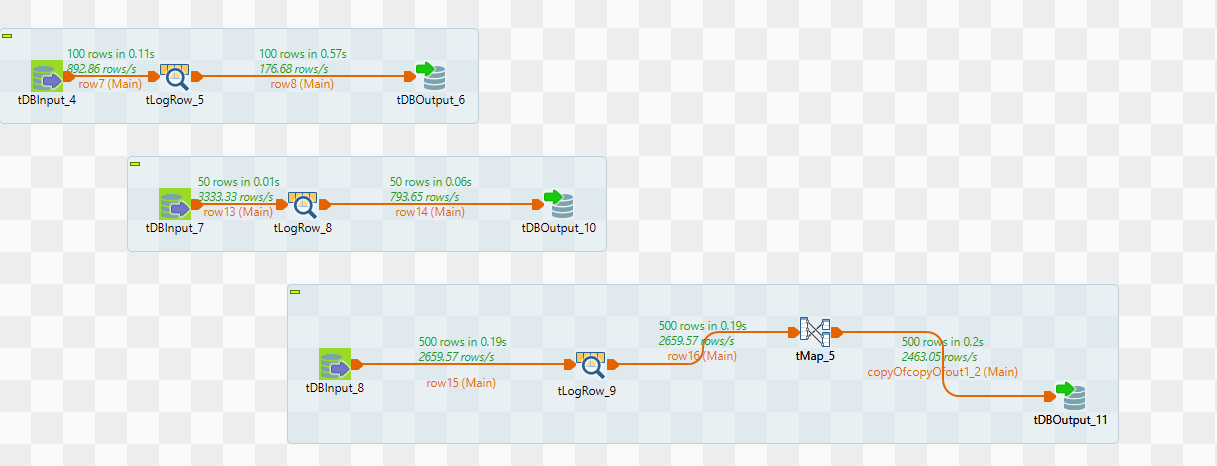 100 rows in 0.11s
892.86 rows/s
row7 (Main)
100 rows in 0.57s
176.68 rows/s
row8 (Main)
tDBInput_4
tLogRow_5
tDBOutput_6
50 rows in 0.01s
3333.33 rows/s
row13 (Main)
50 rows in 0.06s
793.65 rows/s
row14 (Main)
tDBInput_7
tLogRow_8
tDBOutput_10
500 rows in 0.19s
2659.57 rows/s
row15 (Main)
500 rows in 0.19s
2659.57 rows/s
row16 (Main)
500 rows in 0.2s
2463.05 rows/s
copyOfcopyOfout1_2 (Main)
tDBInput_8
tLogRow_9
tMap_5
tDBOutput_11